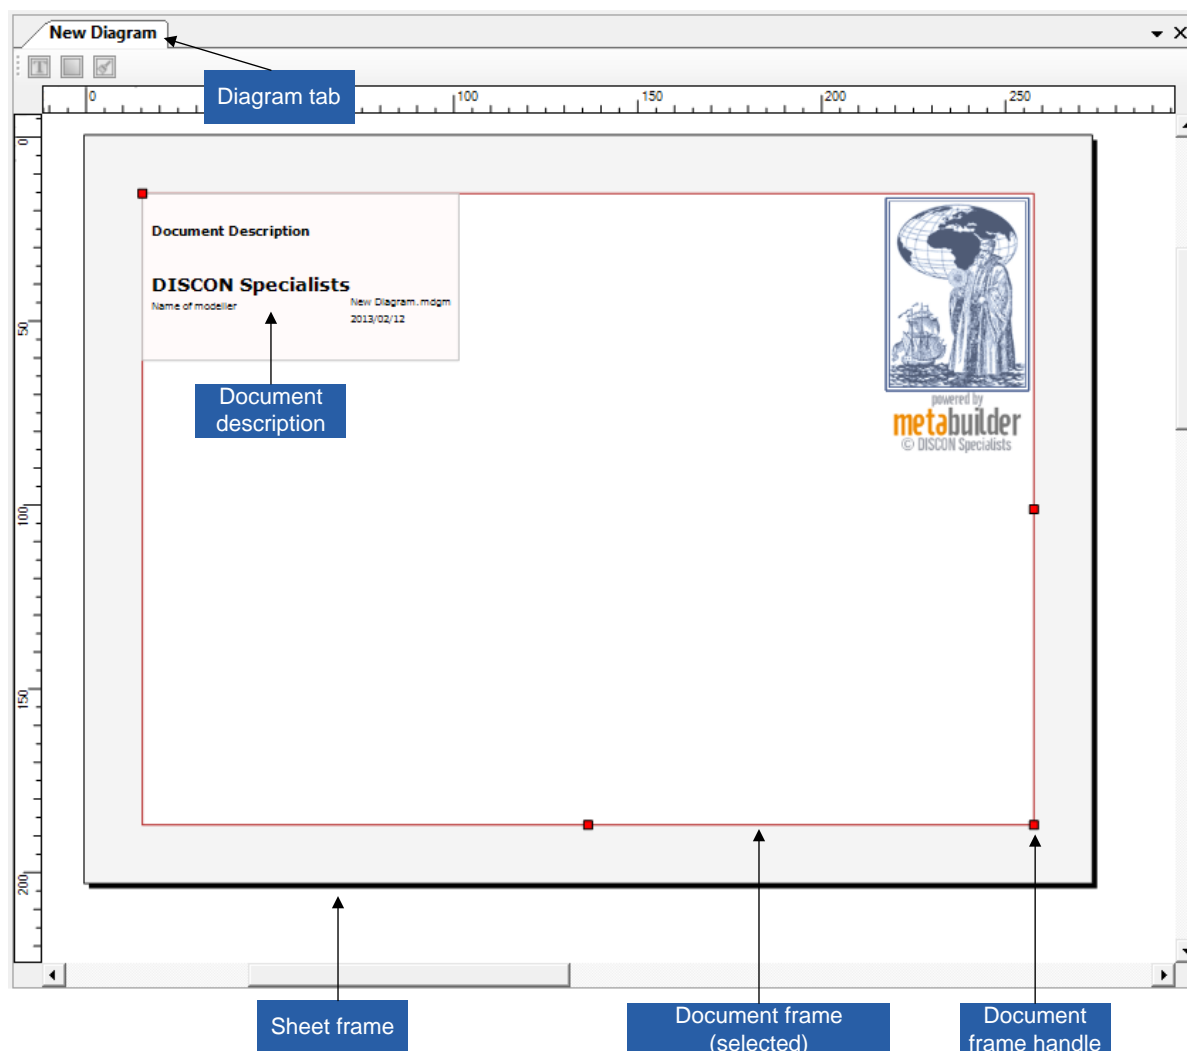 New Diagram
Diagram tab
0
100
150
200
250
0
50
100
150
200
Document Description
DISCON Specialists
Name of modeller
New Diagram.mdgm
2013/02/12
Document
description
powered by
metabuilder
© DISCON Specialists
Sheet frame
Document frame
(selected)
Document
frame handle